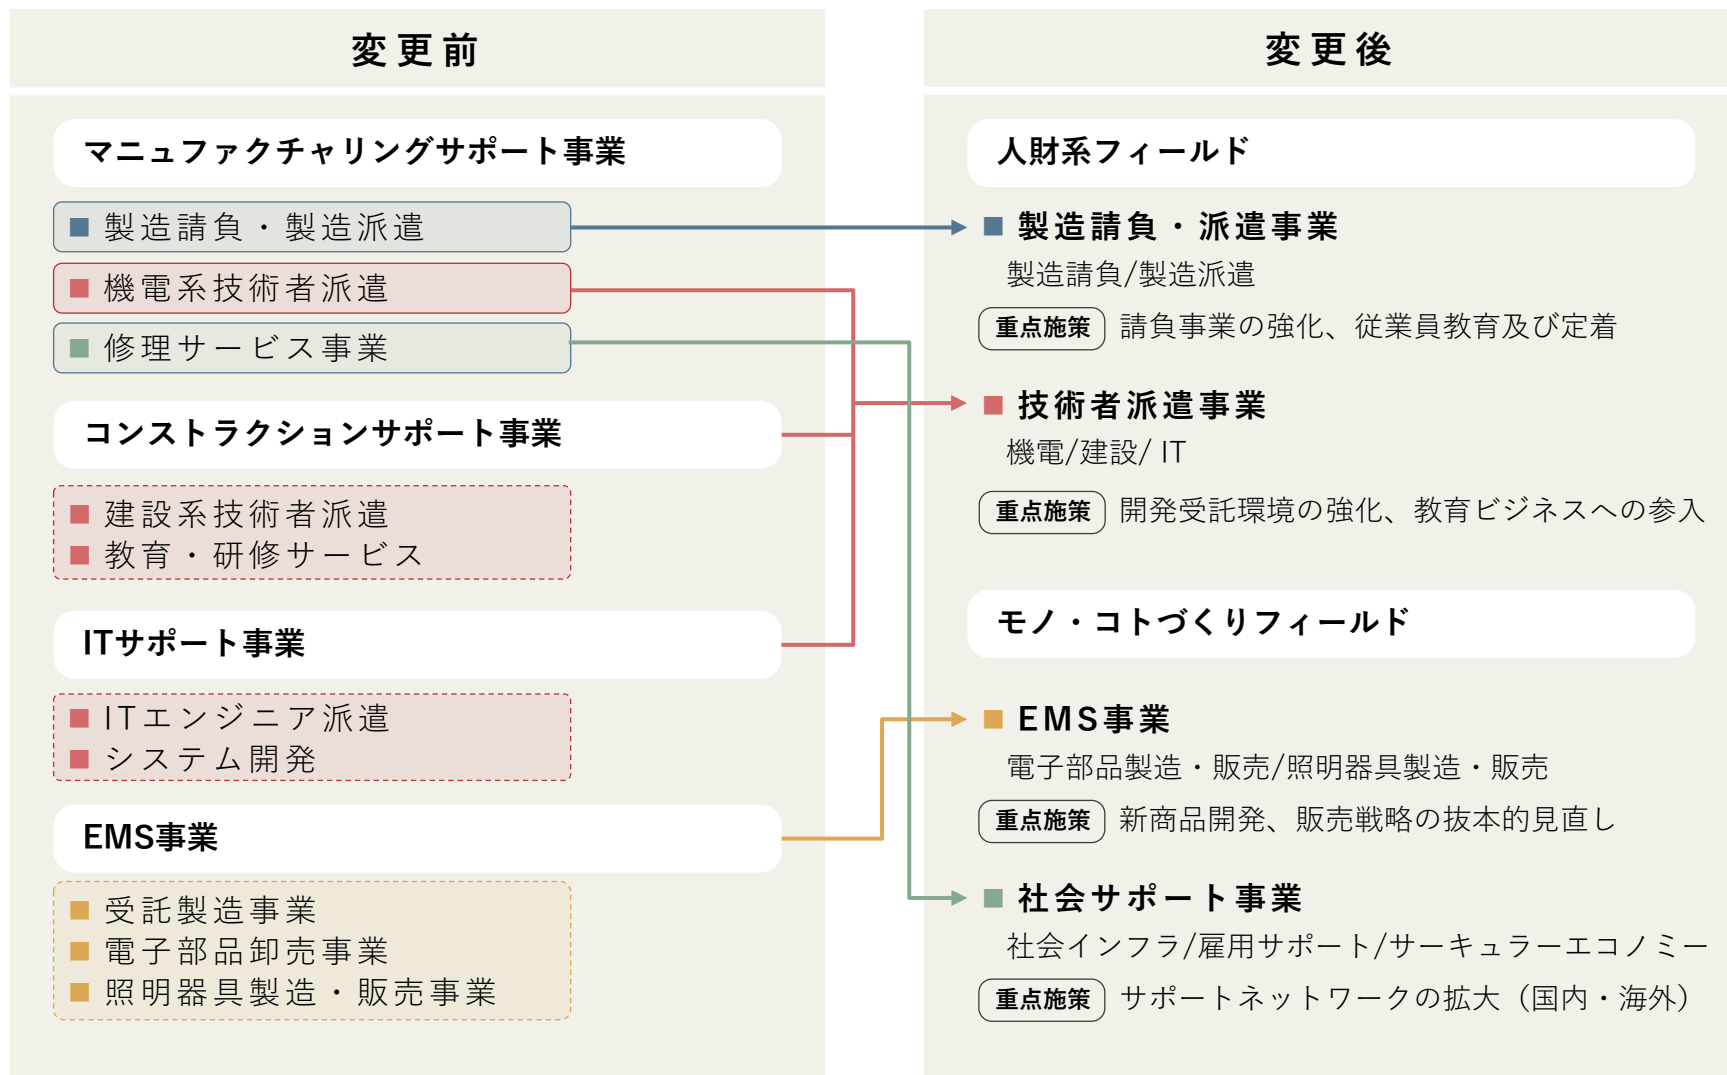 変更前
マニュファクチャリングサポート事業
製造請負・製造派遣
機電系技術者派遣
修理サービス事業
コンストラクションサポート事業
建設系技術者派遣
教育・研修サービス
ITサポート事業
ITエンジニア派遣
システム開発
EMS事業
受託製造事業
電子部品卸売事業
照明器具製造・販売事業
変更後
人財系フィールド
製造請負・派遣事業
製造請負/製造派遣
重点施策 請負事業の強化、従業員教育及び定着
技術者派遣事業
機電/建設/ IT
重点施策 開発受託環境の強化、教育ビジネスへの参入
モノ・コトづくりフィールド
EMS事業
電子部品製造・販売/照明器具製造・販売
重点施策 新商品開発、販売戦略の抜本的見直し
社会サポート事業
社会インフラ/雇用サポート/サーキュラーエコノミー
重点施策 サポートネットワークの拡大（国内・海外）